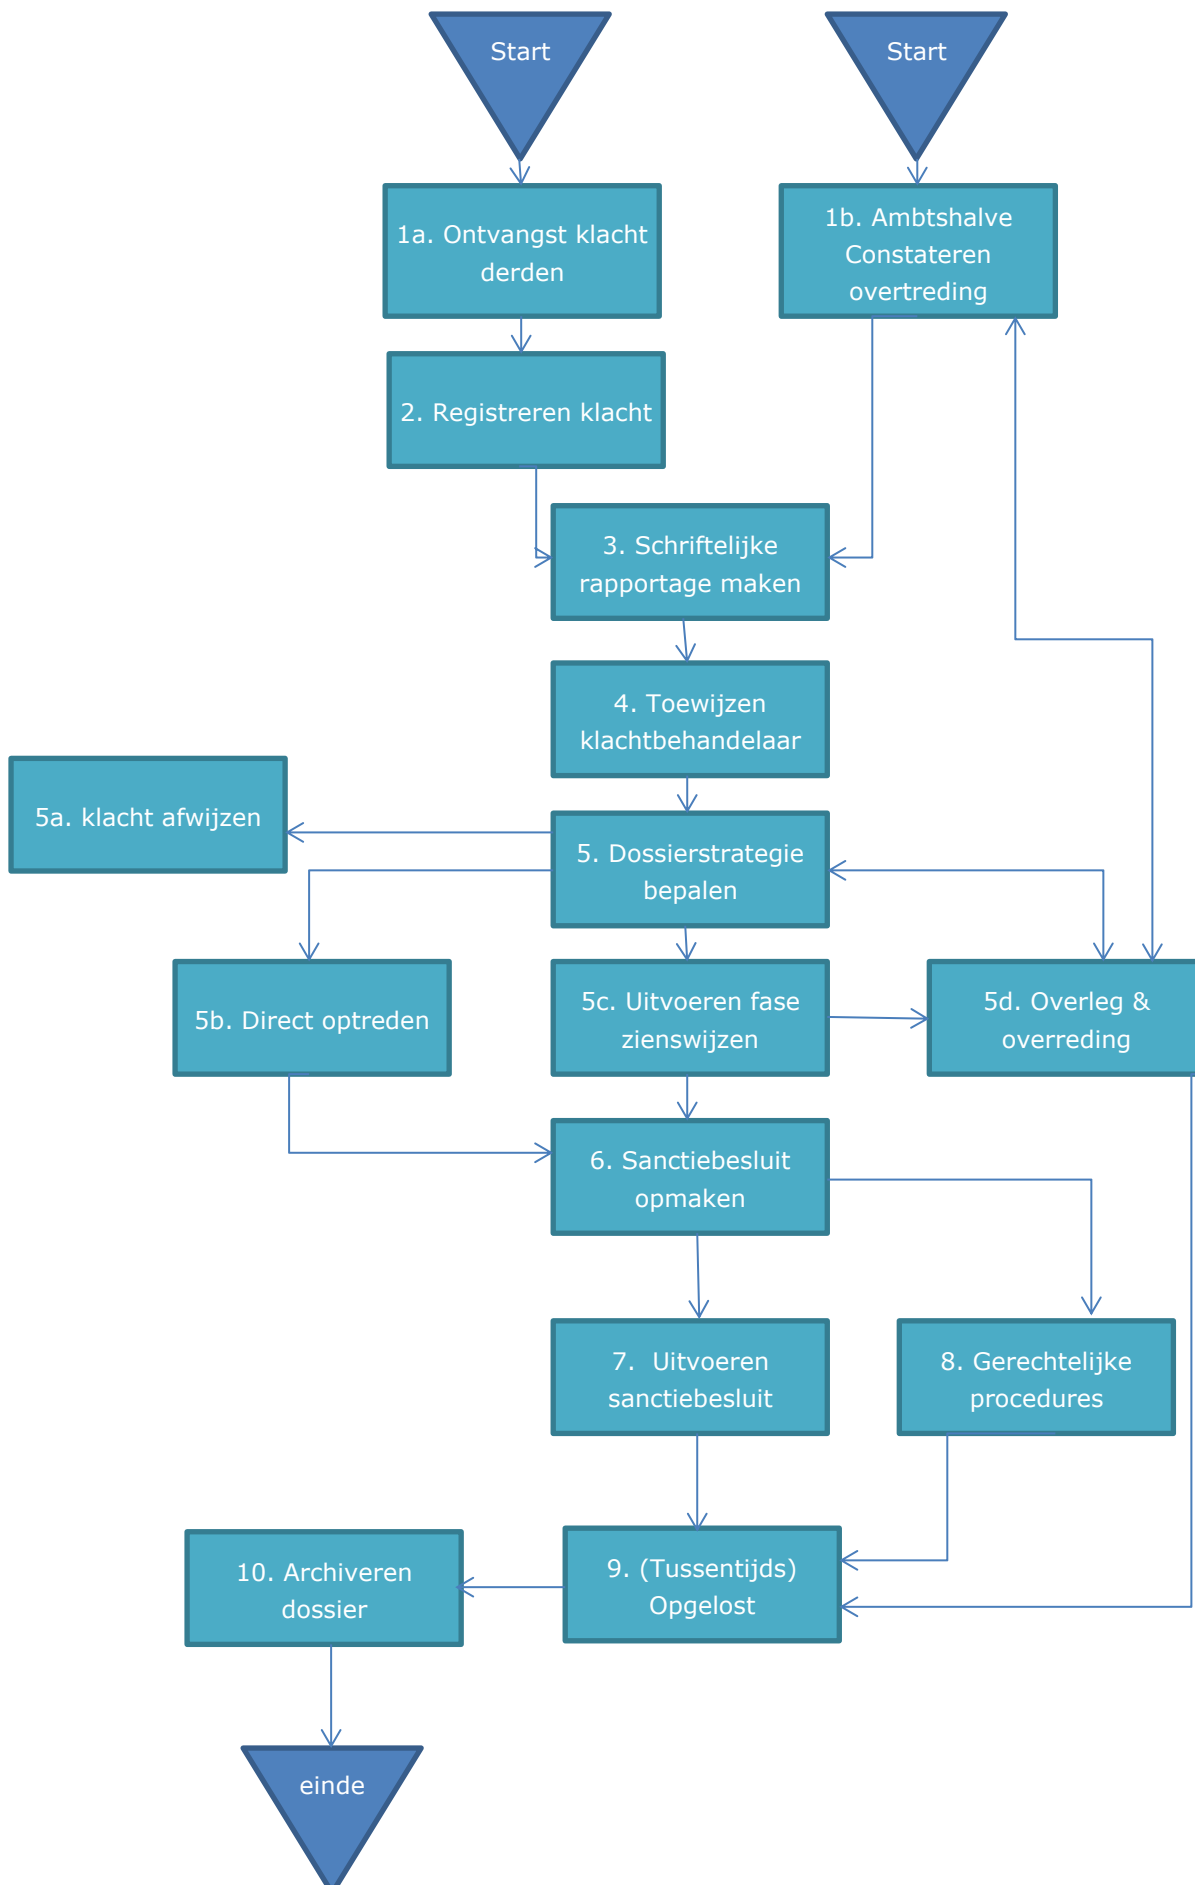 Start
Start
1a. Ontvangst klacht
derden
1b. Ambtshalve
Constateren
overtreding
2. Registreren klacht
3. Schriftelijke
rapportage maken
4. Toewijzen
klachtbehandelaar
5a. klacht afwijzen
5. Dossierstrategie
bepalen
5b. Direct optreden
5c. Uitvoeren fase
zienswijzen
5d. Overleg &
overreding
6. Sanctiebesluit
opmaken
7.  Uitvoeren
sanctiebesluit
8. Gerechtelijke
procedures
9. (Tussentijds)
Opgelost
10. Archiveren
dossier
einde